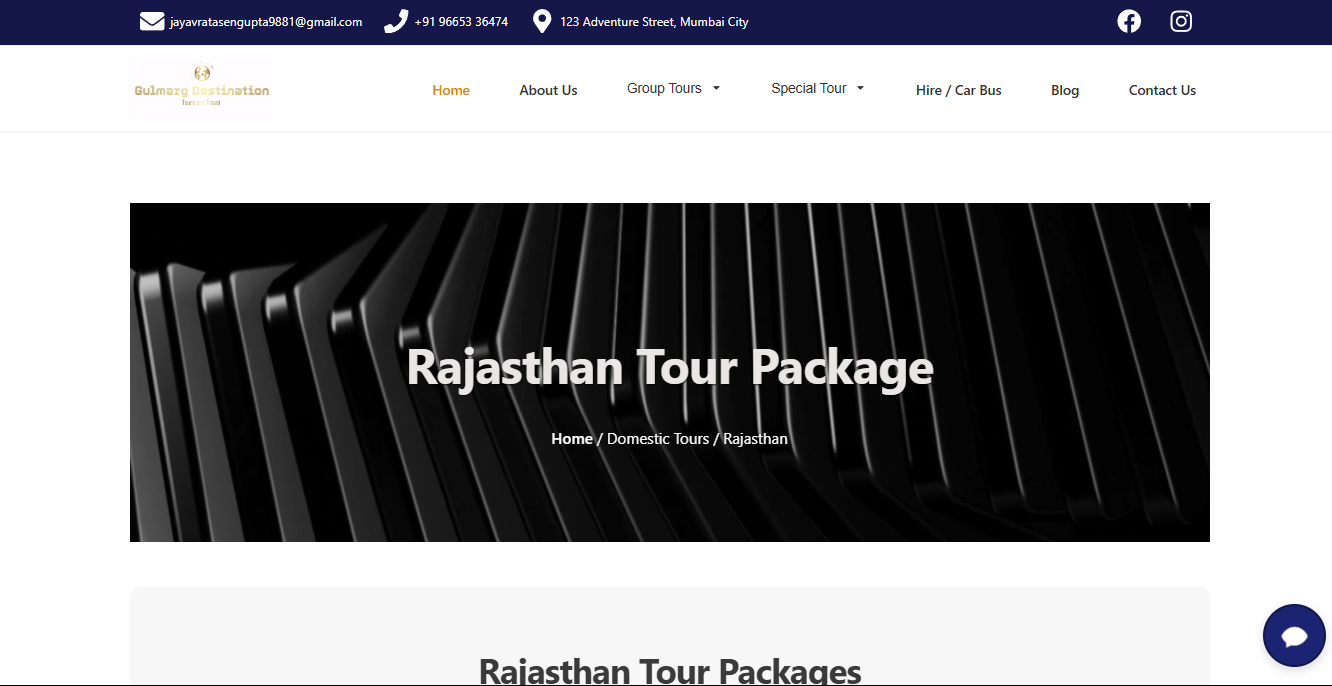 jayavratasengupta9881@gmail.com +91 96653 36474 123 Adventure Street, Mumbai City
Gulmarg Destination
Tours and Travel
Home About Us Group Tours Special Tour Hire / Car Bus Blog Contact Us
Rajasthan Tour Package
Home / Domestic Tours / Rajasthan
Rajasthan Tour Packages